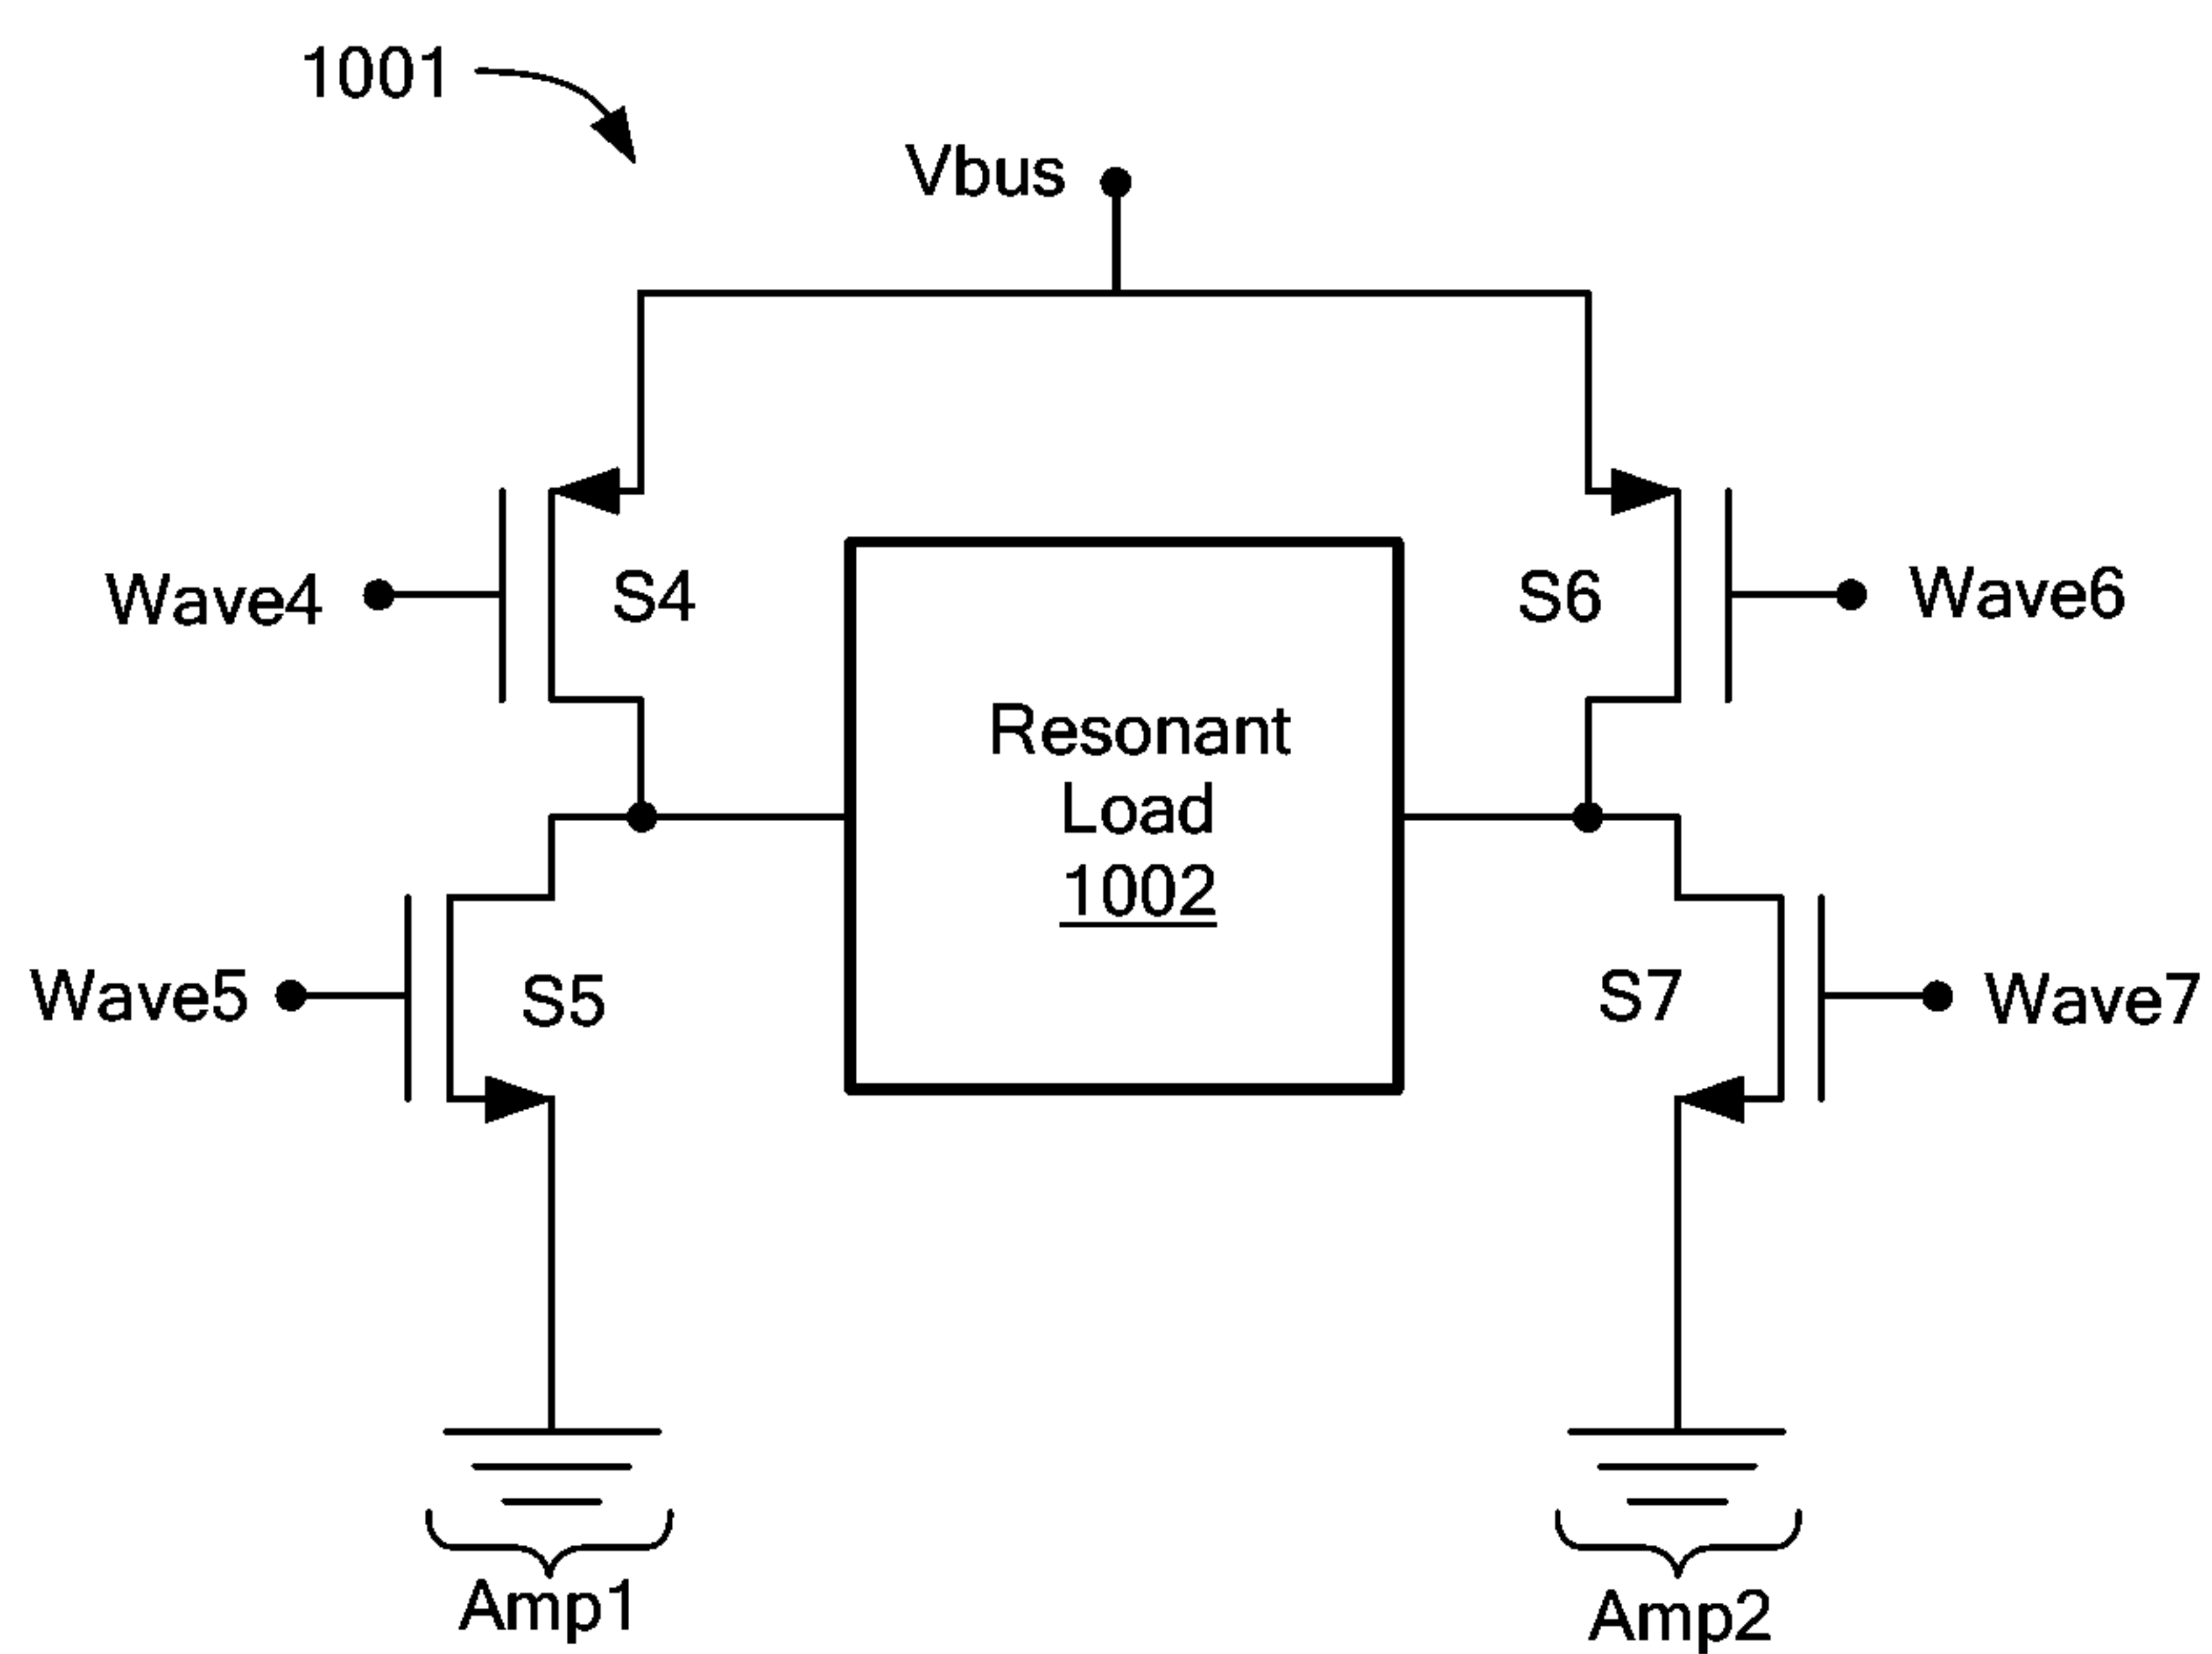 1001
Vbus
Wave4
S4
S6
Wave6
Resonant
Load
1002
Wave5
S5
S7
Wave7
Amp1
Amp2